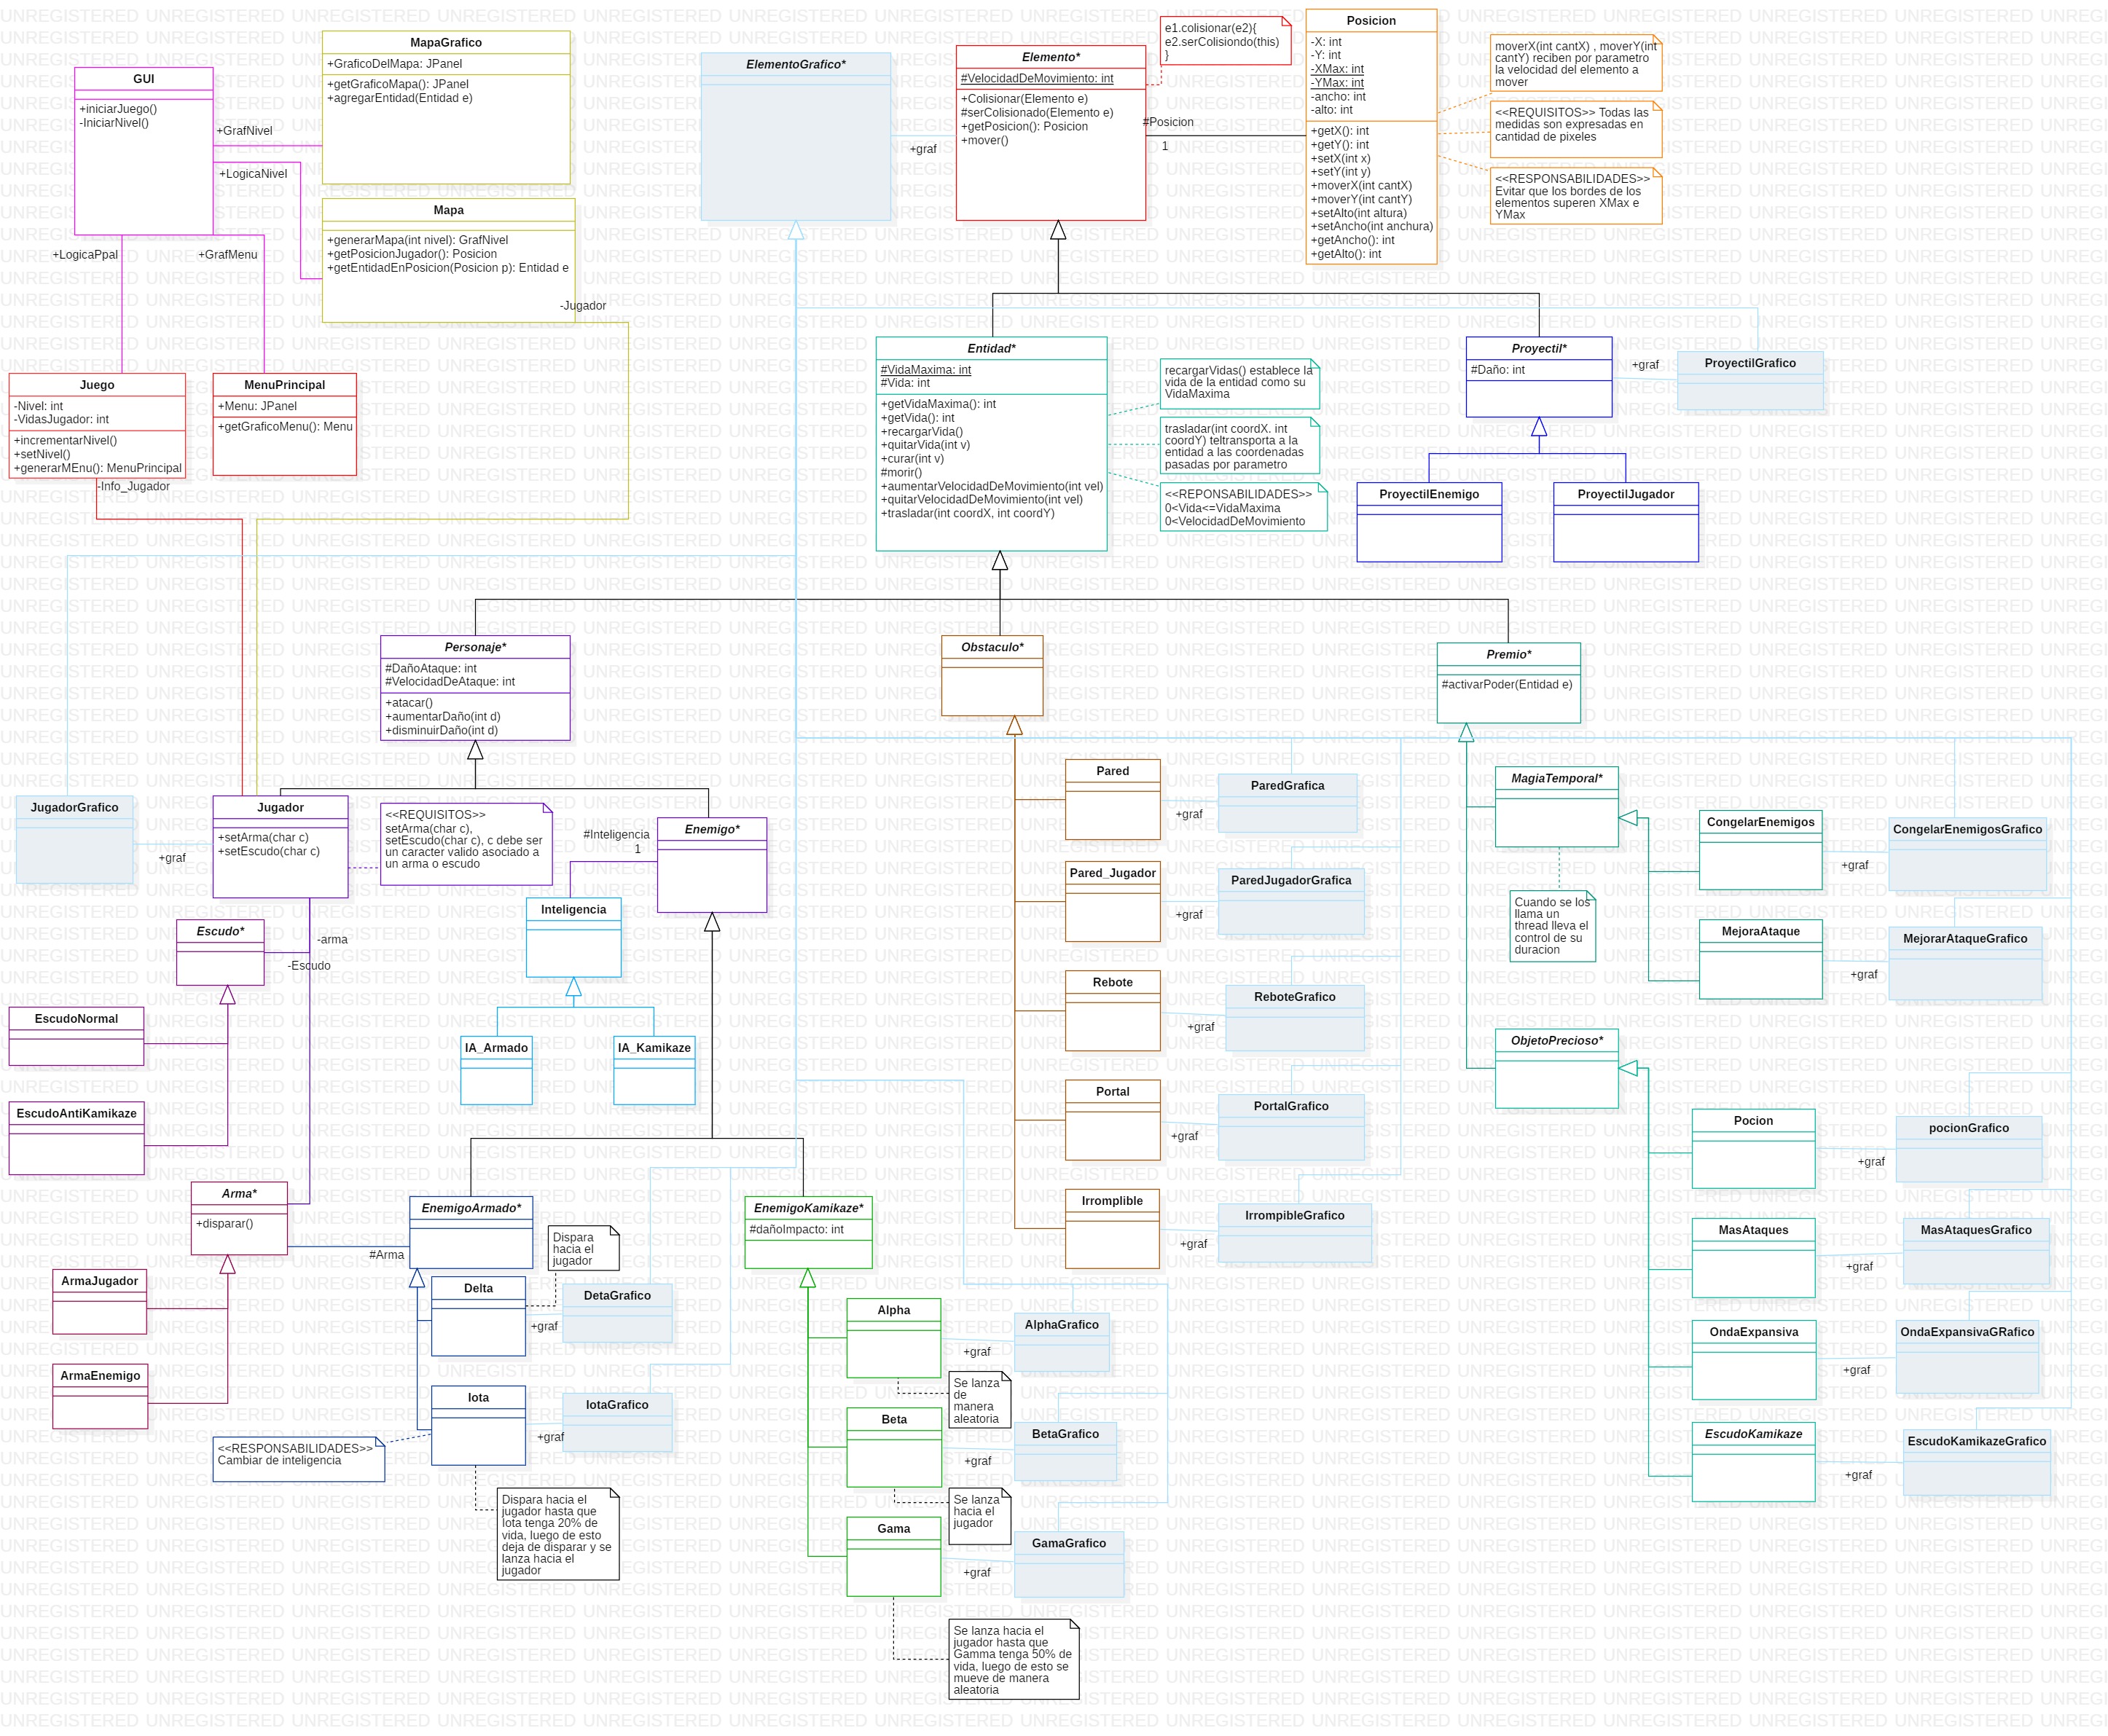 GUI
+iniciarJuego()
-IniciarNivel()
+GrafNivel
+LogicaNivel
+LogicaPpal
+GrafMenu
MapaGrafico
+GraficoDelMapa: JPanel
+getGraficoMapa(): JPanel
+agregarEntidad(Entidad e)
Mapa
+generarMapa(int nivel): GrafNivel
+getPosicionJugador(): Posicion
+getEntidadEnPosicion(Posicion p): Entidad e
-Jugador
Juego
-Nivel: int
-VidasJugador: int
+incrementarNivel()
+setNivel()
+generarMEnu(): MenuPrincipal
-Info_Jugador
MenuPrincipal
+Menu: JPanel
+getGraficoMenu(): Menu
ElementoGrafico*
+graf
Elemento*
#VelocidadDeMovimiento: int
+Colisionar(Elemento e)
#serColisionado(Elemento e)
+getPosicion(): Posicion
+mover()
e1.colisionar(e2){
e2.serColisiondo(this)
}
#Posicion
1
Posicion
-X: int
-Y: int
-XMax: int
-YMax: int
-ancho: int
-alto: int
+getX(): int
+getY(): int
+setX(int x)
+setY(int y)
+moverX(int cantX)
+moverY(int cantY)
+setAlto(int altura)
+setAncho(int anchura)
+getAncho(): int
+getAlto(): int
moverX(int cantX) , moverY(int
cantY) reciben por parametro
la velocidad del elemento a
mover
<<REQUISITOS>> Todas las
medidas son expresadas en
cantidad de pixeles
<<RESPONSABILIDADES>>
Evitar que los bordes de los
elementos superen XMax e
YMax
Entidad*
#VidaMaxima: int
#Vida: int
+getVidaMaxima(): int
+getVida(): int
+recargarVida()
+quitarVida(int v)
+curar(int v)
#morir()
+aumentarVelocidadDeMovimiento(int vel)
+quitarVelocidadDeMovimiento(int vel)
+trasladar(int coordX, int coordY)
recargarVidas() establece la
vida de la entidad como su
VidaMaxima
trasladar(int coordX. int
coordY) teltransporta a la
entidad a las coordenadas
pasadas por parametro
<<REPONSABILIDADES>>
0<Vida<=VidaMaxima
0<VelocidadDeMovimiento
Proyectil*
#Daño: int
+graf
ProyectilGrafico
ProyectilEnemigo
ProyectilJugador
Personaje*
#DañoAtaque: int
#VelocidadDeAtaque: int
+atacar()
+aumentarDaño(int d)
+disminuirDaño(int d)
Obstaculo*
Premio*
#activarPoder(Entidad e)
JugadorGrafico
+graf
Jugador
+setArma(char c)
+setEscudo(char c)
<<REQUISITOS>>
setArma(char c),
setEscudo(char c), c debe ser
un caracter valido asociado a
un arma o escudo
#Inteligencia
1
Enemigo*
Inteligencia
IA_Armado
IA_Kamikaze
Escudo*
-arma
-Escudo
EscudoNormal
EscudoAntiKamikaze
Arma*
+disparar()
#Arma
ArmaJugador
ArmaEnemigo
EnemigoArmado*
Dispara
hacia el
jugador
Delta
+graf
DetaGrafico
Iota
+graf
IotaGrafico
<<RESPONSABILIDADES>>
Cambiar de inteligencia
Dispara hacia el
jugador hasta que
Iota tenga 20% de
vida, luego de esto
deja de disparar y se
lanza hacia el
jugador
EnemigoKamikaze*
#dañoImpacto: int
Alpha
+graf
AlphaGrafico
Se lanza
de
manera
aleatoria
Beta
+graf
BetaGrafico
Se lanza
hacia el
jugador
Gama
+graf
GamaGrafico
Se lanza hacia el
jugador hasta que
Gamma tenga 50% de
vida, luego de esto se
mueve de manera
aleatoria
Pared
+graf
ParedGrafica
Pared_Jugador
+graf
ParedJugadorGrafica
Rebote
+graf
ReboteGrafico
Portal
+graf
PortalGrafico
Irromplible
+graf
IrrompibleGrafico
MagiaTemporal*
Cuando se los
llama un
thread lleva el
control de su
duracion
CongelarEnemigos
+graf
CongelarEnemigosGrafico
MejoraAtaque
+graf
MejorarAtaqueGrafico
ObjetoPrecioso*
Pocion
+graf
pocionGrafico
MasAtaques
+graf
MasAtaquesGrafico
OndaExpansiva
+graf
OndaExpansivaGRafico
EscudoKamikaze
+graf
EscudoKamikazeGrafico